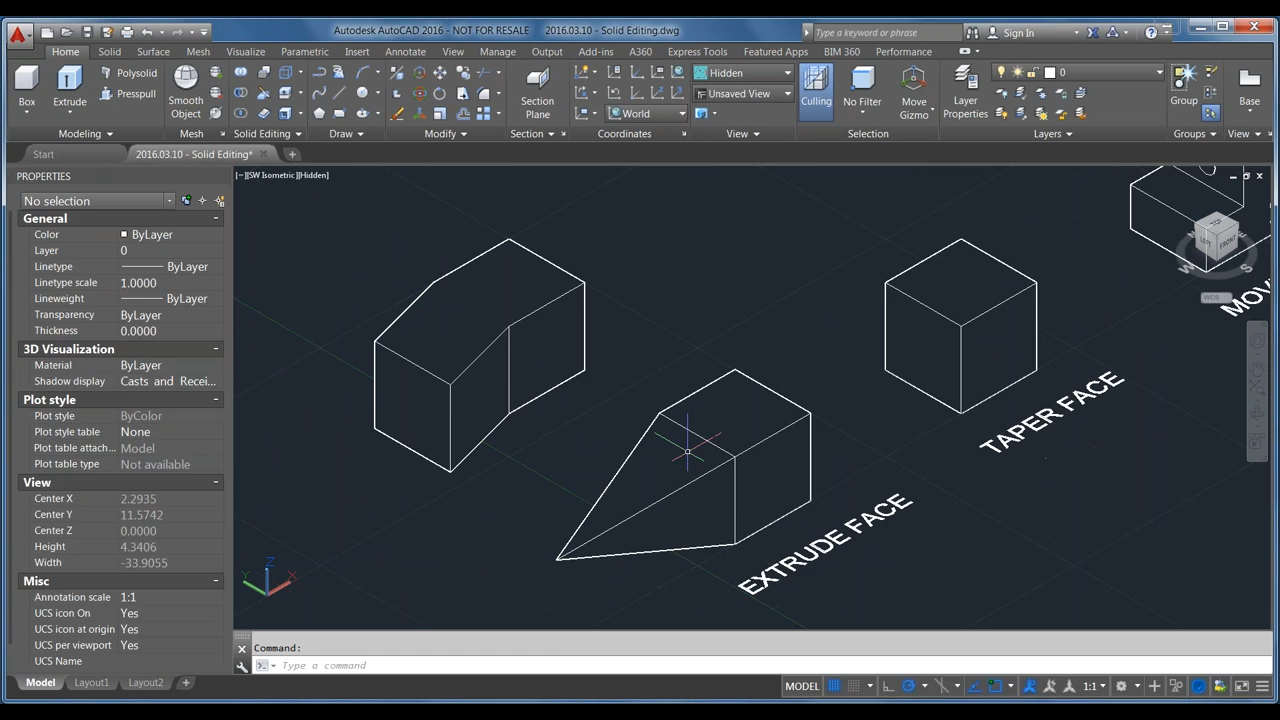 Autodesk AutoCAD 2016 - NOT FOR RESALE 2016.03.10 - Solid Editing.dwg
Type a keyword or phrase
Sign In
Home Solid Surface Mesh Visualize Parametric Insert Annotate View Manage Output Add-ins A360 Express Tools Featured Apps BIM 360 Performance
Box
Extrude
Polysolid
Presspull
Smooth
Object
Section
Plane
World
Hidden
Unsaved View
Culling
No Filter
Move
Gizmo
Layer
Properties
0
Group
Base
Modeling Mesh Solid Editing Draw Modify Section Coordinates View Selection Layers Groups View
Start 2016.03.10 - Solid Editing*
PROPERTIES
No selection
General
Color ByLayer
Layer 0
Linetype ByLayer
Linetype scale 1.0000
Lineweight ByLayer
Transparency ByLayer
Thickness 0.0000
3D Visualization
Material ByLayer
Shadow display Casts and Recei...
Plot style
Plot style ByColor
Plot style table None
Plot table attach... Model
Plot table type Not available
View
Center X 2.2935
Center Y 11.5742
Center Z 0.0000
Height 4.3406
Width -33.9055
Misc
Annotation scale 1:1
UCS icon On Yes
UCS icon at origin Yes
UCS per viewport Yes
UCS Name
[−][SW Isometric][Hidden]
TOP
LEFT
FRONT
W
S
WCS
MOV
TAPER FACE
EXTRUDE FACE
Z
Y
X
Command:
Type a command
Model Layout1 Layout2
MODEL
1:1